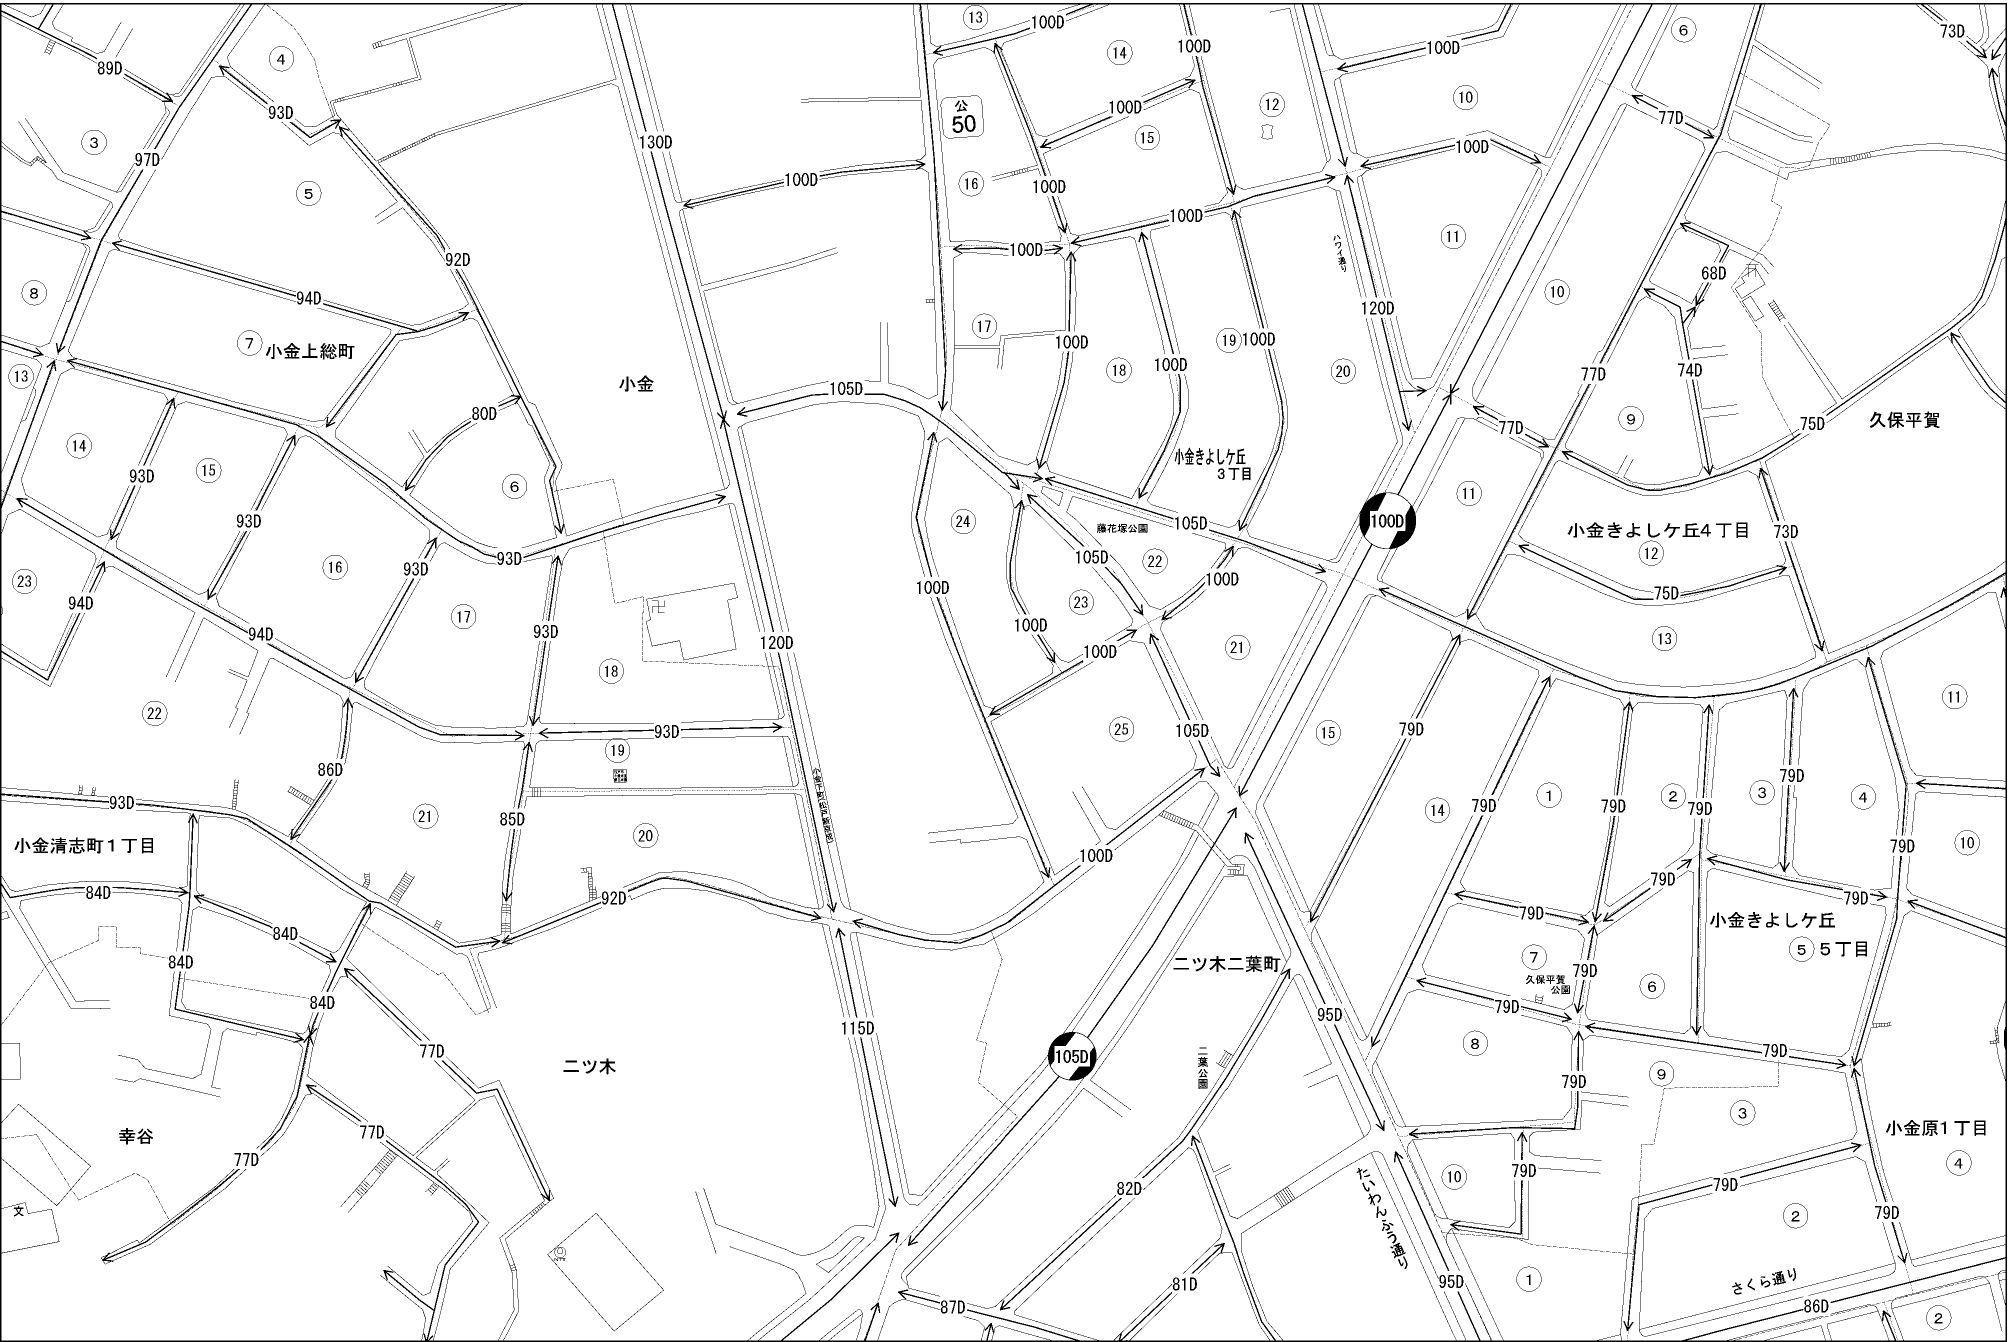 13
100D
6
73D
4
100D
14
100D
89D
公
50
12
10
100D
93D
77D
3
130D
15
100D
97D
5
100D
16
100D
100D
11
ハワイ通り
92D
100D
68D
8
94D
10
120D
7
小金上総町
17
100D
19
100D
13
小金
105D
18
100D
20
77D
74D
80D
9
75D
久保平賀
14
93D
15
6
小金きよしケ丘
3丁目
77D
11
93D
24
藤花塚公園
105D
100D
小金きよしケ丘4丁目
12
73D
16
93D
93D
105D
22
23
94D
100D
23
100D
75D
17
93D
120D
100D
100D
21
13
94D
18
11
22
25
105D
15
79D
93D
19
86D
93D
21
85D
20
14
79D
1
79D
2
79D
3
79D
4
小金清志町1丁目
100D
10
79D
84D
92D
79D
79D
79D
84D
小金きよしケ丘
5
5丁目
84D
二ツ木二葉町
7
79D
久保平賀
公園
6
84D
115D
95D
79D
77D
105D
二葉公園
8
79D
二ツ木
9
79D
3
幸谷
77D
小金原1丁目
77D
10
79D
4
文
82D
たいわんふう通り
79D
2
79D
NTT
81D
95D
1
さくら通り
87D
86D
2